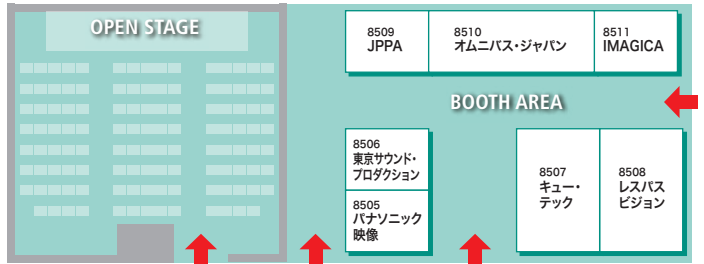 OPEN STAGE
8509
JPPA
8510
オムニバス・ジャパン
8511
IMAGICA
BOOTH AREA
8506
東京サウンド・
プロダクション
8505
パナソニック
映像
8507
キュー・
テック
8508
レスパス
ビジョン